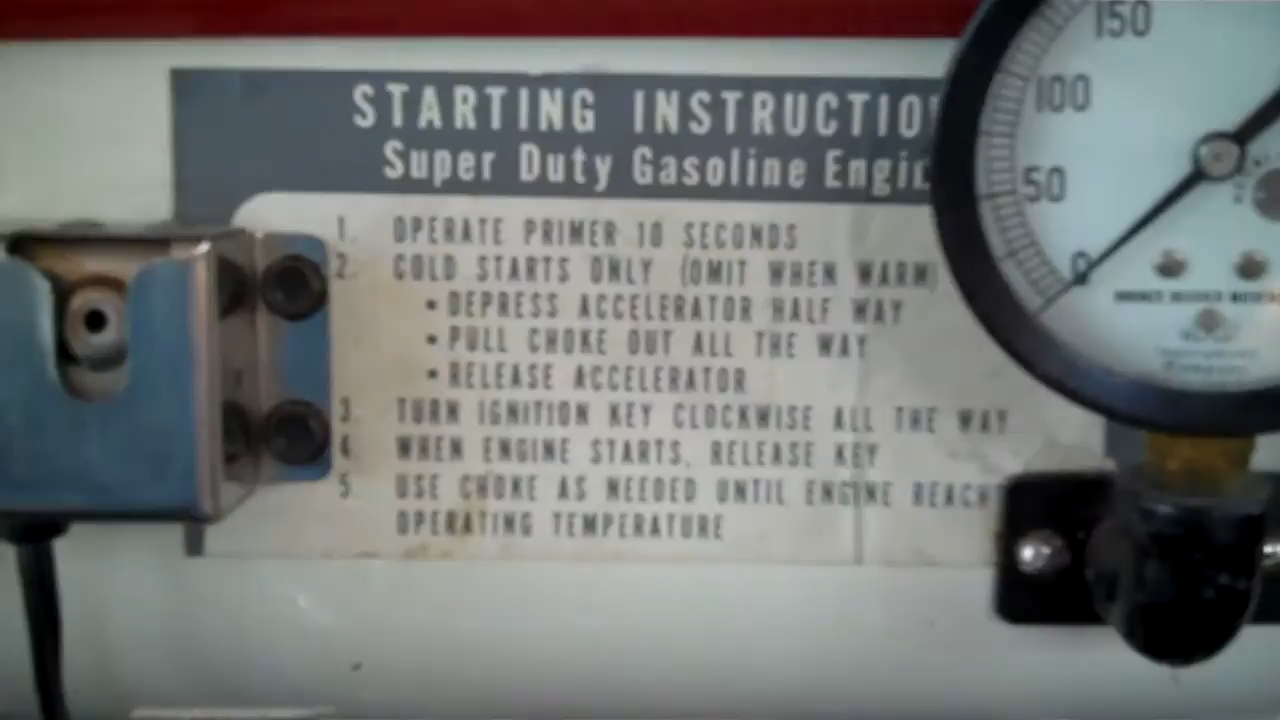 STARTING INSTRUCTIO
Super Duty Gasoline Engin
1. OPERATE PRIMER 10 SECONDS
2. COLD STARTS ONLY (OMIT WHEN WARM)
• DEPRESS ACCELERATOR HALF WAY
• PULL CHOKE OUT ALL THE WAY
• RELEASE ACCELERATOR
3. TURN IGNITION KEY CLOCKWISE ALL THE WAY
4. WHEN ENGINE STARTS, RELEASE KEY
5. USE CHOKE AS NEEDED UNTIL ENGINE REACH
OPERATING TEMPERATURE
150
100
50
0